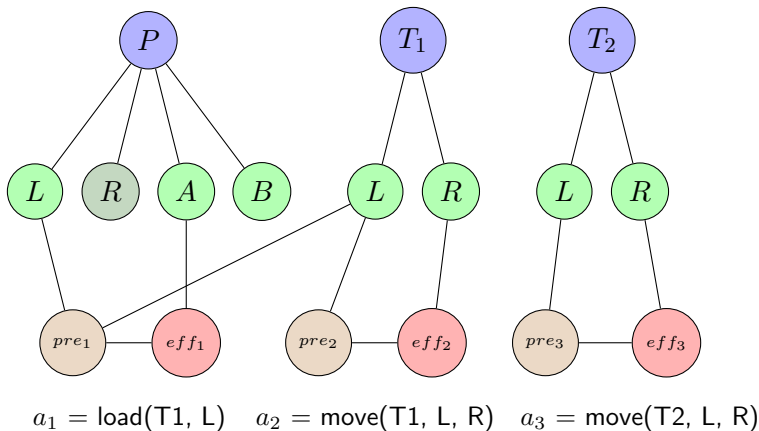 P T₁ T₂
L R A B L R L R
pre₁ eff₁ pre₂ eff₂ pre₃ eff₃
a₁ = load(T1, L) a₂ = move(T1, L, R) a₃ = move(T2, L, R)